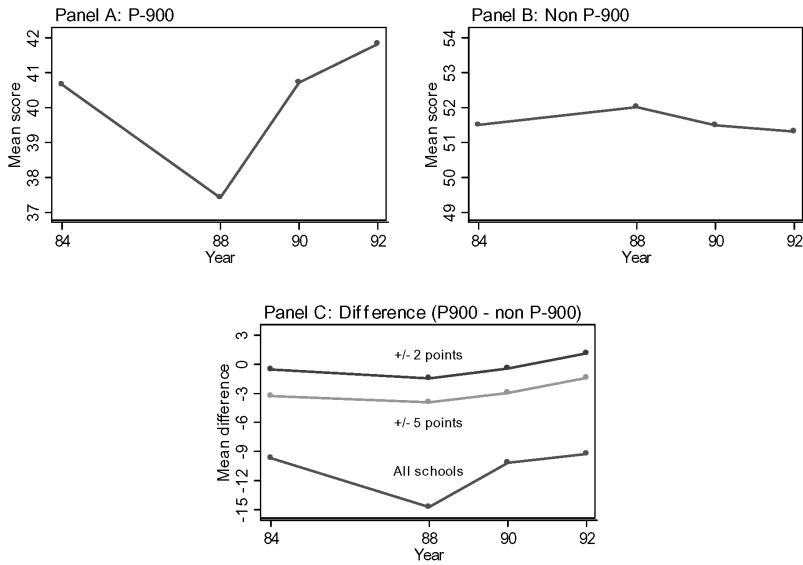 Panel A: P-900
Mean score
42
41
40
39
38
37
84
88
90
92
Year
Panel B: Non P-900
Mean score
54
53
52
51
50
49
84
88
90
92
Year
Panel C: Difference (P900 - non P-900)
Mean difference
3
0
-3
-6
-9
-12
-15
+/- 2 points
+/- 5 points
All schools
84
88
90
92
Year